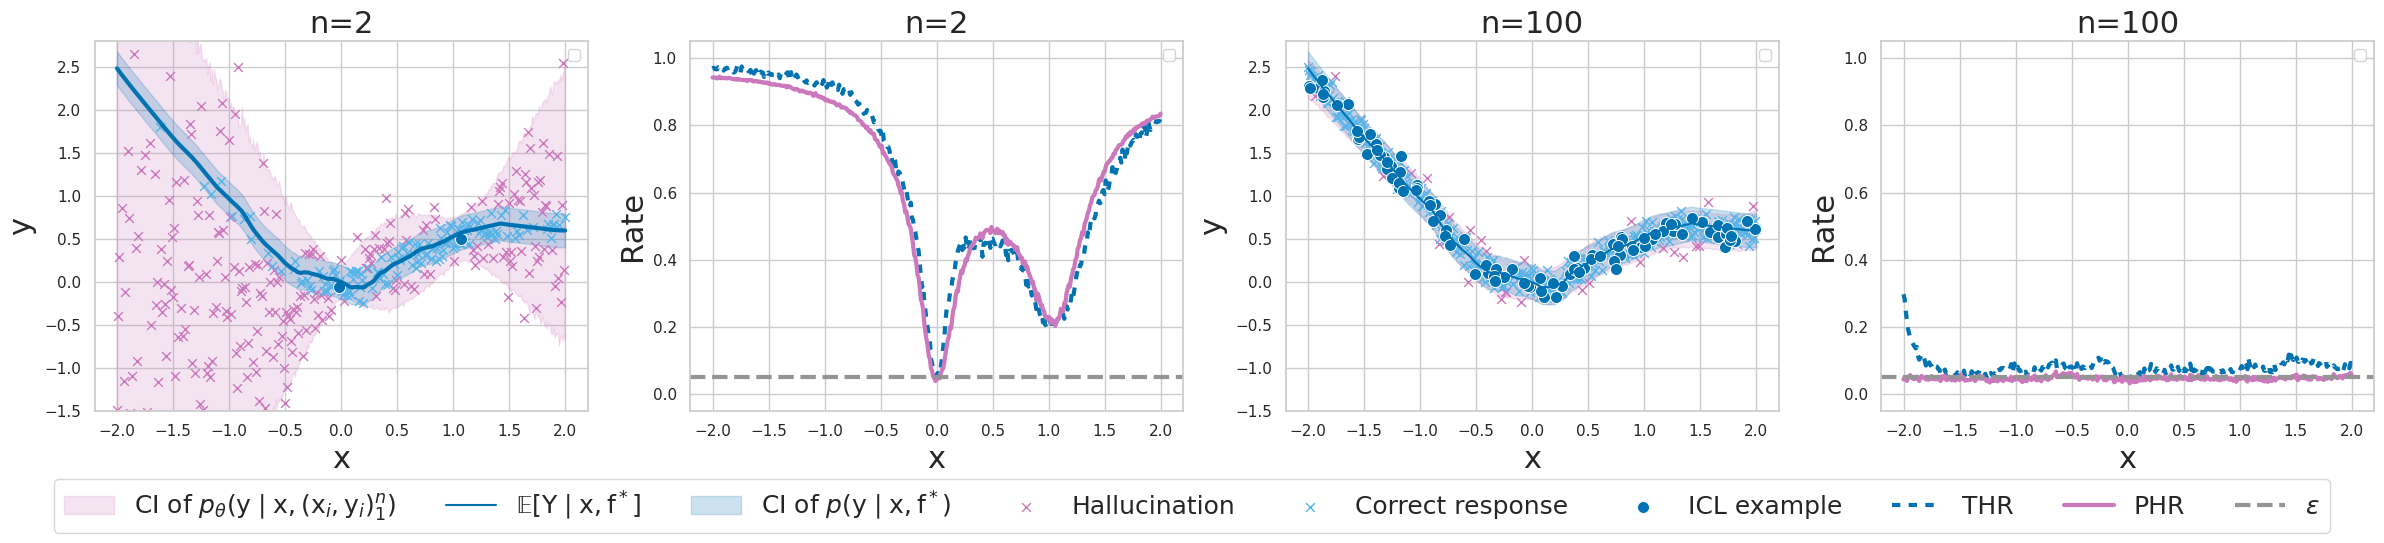 n=2
n=2
n=100
n=100
y
2.5
2.0
1.5
1.0
0.5
0.0
−0.5
−1.0
−1.5
−2.0 −1.5 −1.0 −0.5 0.0 0.5 1.0 1.5 2.0
x
Rate
1.0
0.8
0.6
0.4
0.2
0.0
−2.0 −1.5 −1.0 −0.5 0.0 0.5 1.0 1.5 2.0
x
y
2.5
2.0
1.5
1.0
0.5
0.0
−0.5
−1.0
−1.5
−2.0 −1.5 −1.0 −0.5 0.0 0.5 1.0 1.5 2.0
x
Rate
1.0
0.8
0.6
0.4
0.2
0.0
−2.0 −1.5 −1.0 −0.5 0.0 0.5 1.0 1.5 2.0
x
CI of p_θ(y | x, (x_i, y_i)_1^n) 𝔼[Y | x, f*] CI of p(y | x, f*) Hallucination Correct response ICL example THR PHR ε